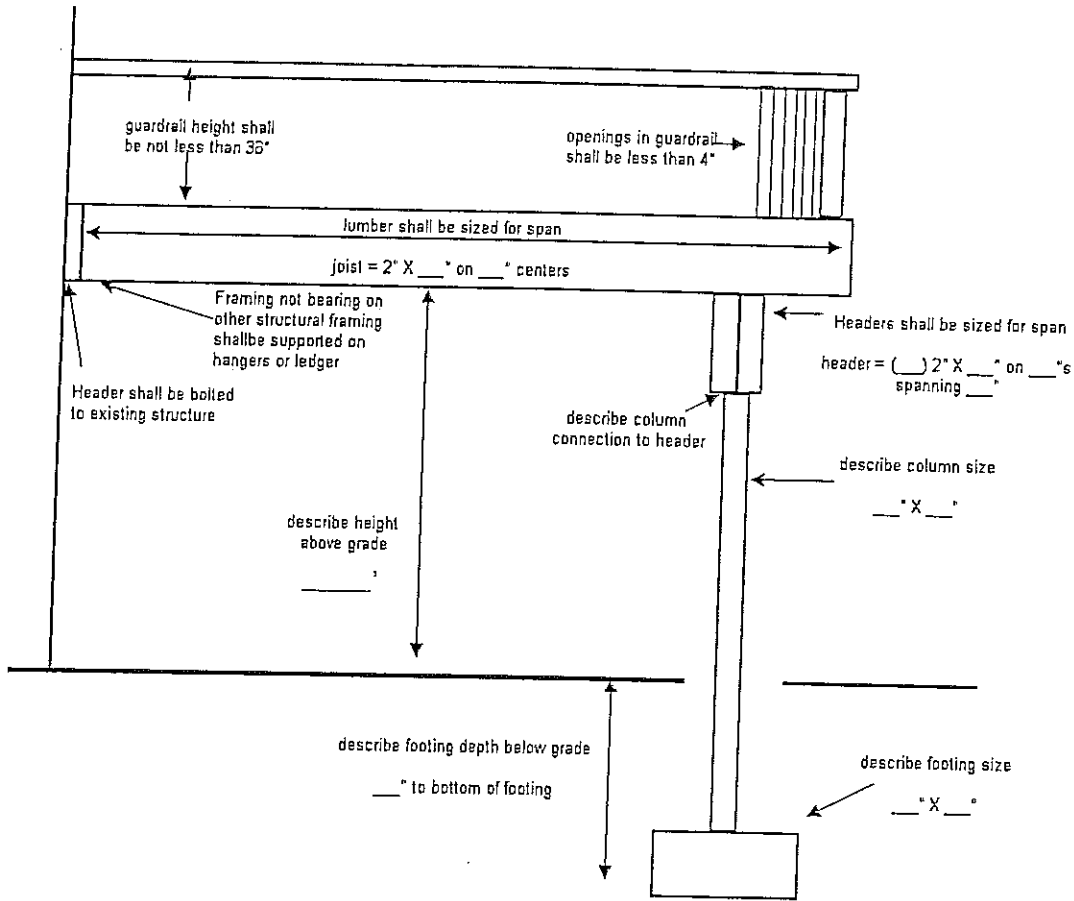 guardrail height shall
be not less than 36"
openings in guardrail
shall be less than 4"
lumber shall be sized for span
joist = 2" X ___" on ___" centers
Framing not bearing on
other structural framing
shallbe supported on
hangers or ledger
Header shall be bolted
to existing structure
Headers shall be sized for span
header = (___) 2" X ___" on ___"s
spanning ___"
describe column
connection to header
describe column size
___" X ___"
describe height
above grade
_______'
describe footing depth below grade
___" to bottom of footing
describe footing size
___" X ___"